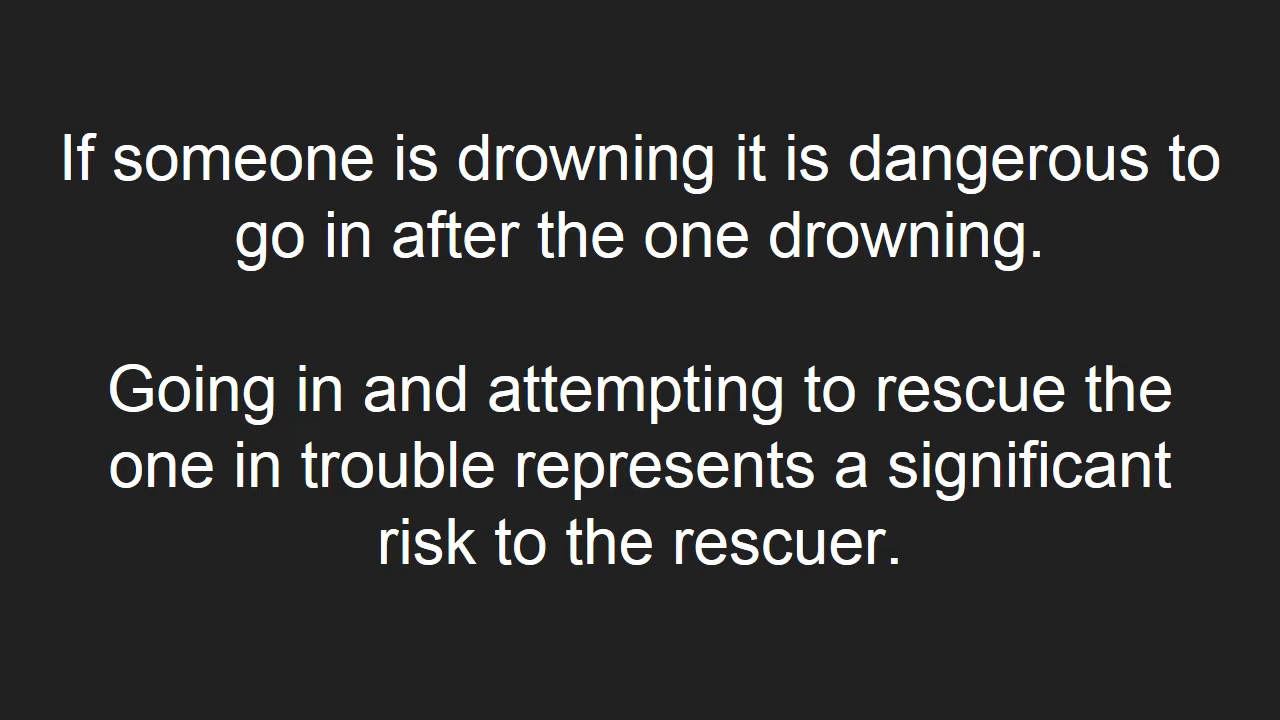 If someone is drowning it is dangerous to
go in after the one drowning.
Going in and attempting to rescue the
one in trouble represents a significant
risk to the rescuer.